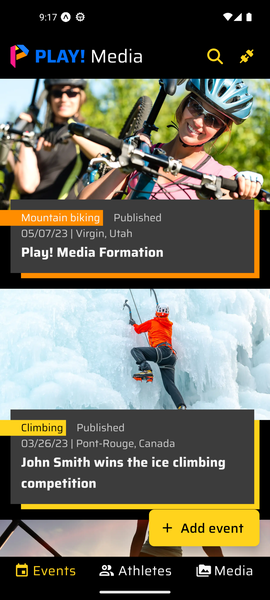 9:17
PLAY! Media
Mountain biking Published
05/07/23 | Virgin, Utah
Play! Media Formation
Climbing Published
03/26/23 | Pont-Rouge, Canada
John Smith wins the ice climbing
competition
+ Add event
Events Athletes Media